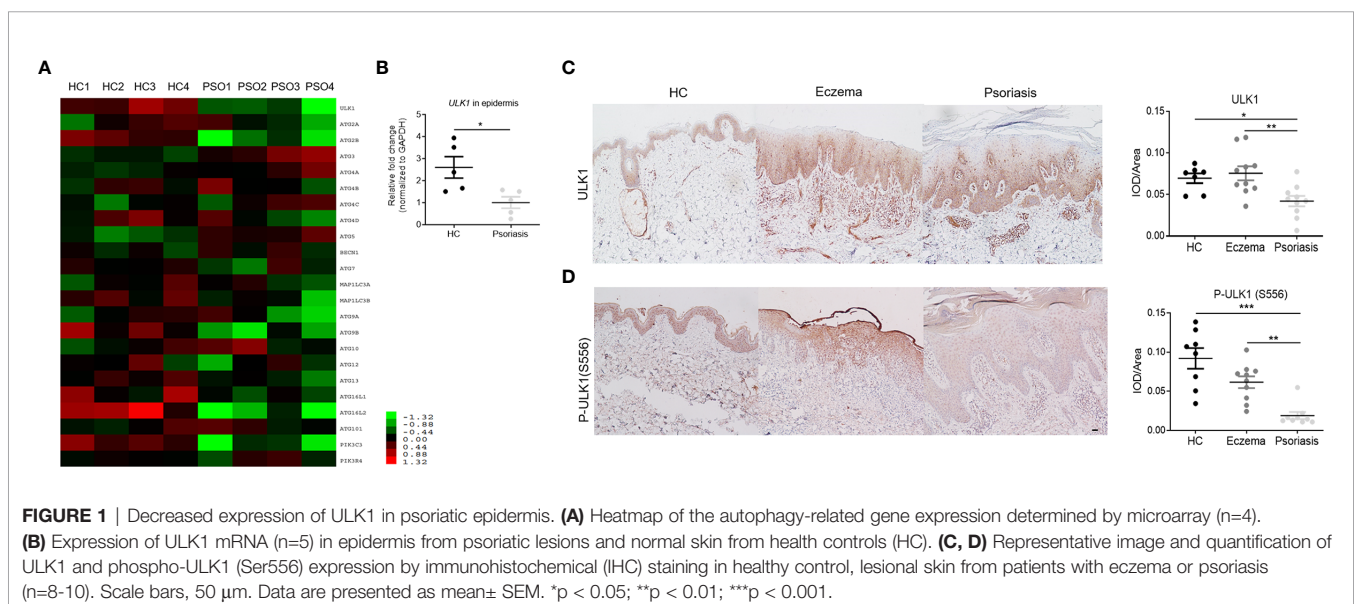 A
HC1 HC2 HC3 HC4 PSO1 PSO2 PSO3 PSO4
ULK1
ATG2A
ATG2B
ATG3
ATG4A
ATG4B
ATG4C
ATG4D
ATG5
BECN1
ATG7
MAP1LC3A
MAP1LC3B
ATG9A
ATG9B
ATG10
ATG12
ATG13
ATG16L1
ATG16L2
ATG101
PIK3C3
PIK3R4
-1.32
-0.88
-0.44
0.00
0.44
0.88
1.32
B
ULK1 in epidermis
Relative fold change
(normalized to GAPDH)
5
4
3
2
1
0
*
HC Psoriasis
C
HC Eczema Psoriasis
ULK1
ULK1
IOD/Area
0.15
0.10
0.05
0.00
*
**
HC Eczema Psoriasis
D
P-ULK1(S556)
P-ULK1 (S556)
IOD/Area
0.15
0.10
0.05
0.00
***
**
HC Eczema Psoriasis
FIGURE 1 | Decreased expression of ULK1 in psoriatic epidermis. (A) Heatmap of the autophagy-related gene expression determined by microarray (n=4).
(B) Expression of ULK1 mRNA (n=5) in epidermis from psoriatic lesions and normal skin from health controls (HC). (C, D) Representative image and quantification of
ULK1 and phospho-ULK1 (Ser556) expression by immunohistochemical (IHC) staining in healthy control, lesional skin from patients with eczema or psoriasis
(n=8-10). Scale bars, 50 μm. Data are presented as mean± SEM. *p < 0.05; **p < 0.01; ***p < 0.001.